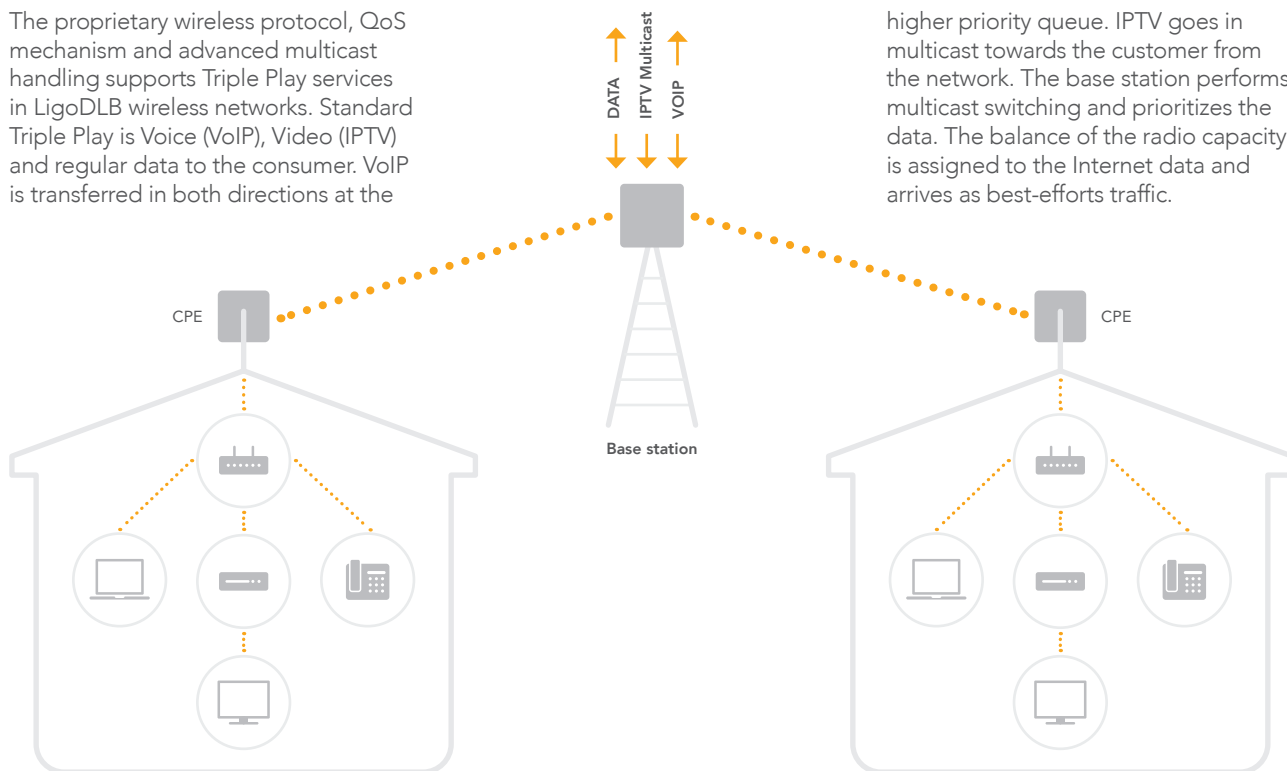 The proprietary wireless protocol, QoS
mechanism and advanced multicast
handling supports Triple Play services
in LigoDLB wireless networks. Standard
Triple Play is Voice (VoIP), Video (IPTV)
and regular data to the consumer. VoIP
is transferred in both directions at the
higher priority queue. IPTV goes in
multicast towards the customer from
the network. The base station performs
multicast switching and prioritizes the
data. The balance of the radio capacity
is assigned to the Internet data and
arrives as best-efforts traffic.
DATA
IPTV Multicast
VOIP
CPE
CPE
Base station